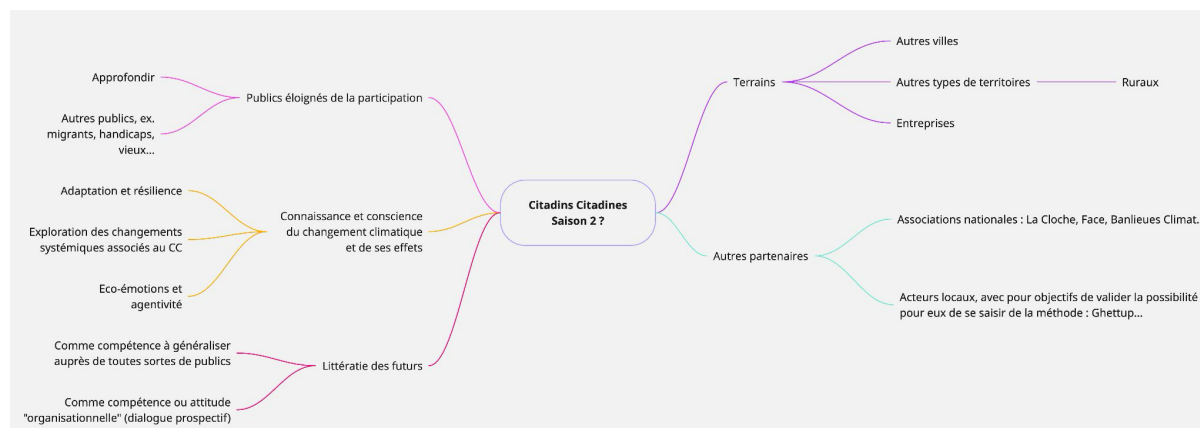 Citadins Citadines
Saison 2 ?
Publics éloignés de la participation
Approfondir
Autres publics, ex.
migrants, handicaps,
vieux...
Connaissance et conscience
du changement climatique
et de ses effets
Adaptation et résilience
Exploration des changements
systémiques associés au CC
Eco-émotions et
agentivité
Littératie des futurs
Comme compétence à généraliser
auprès de toutes sortes de publics
Comme compétence ou attitude
"organisationnelle" (dialogue prospectif)
Terrains
Autres villes
Autres types de territoires
Ruraux
Entreprises
Autres partenaires
Associations nationales : La Cloche, Face, Banlieues Climat.
Acteurs locaux, avec pour objectifs de valider la possibilité
pour eux de se saisir de la méthode : Ghettup...